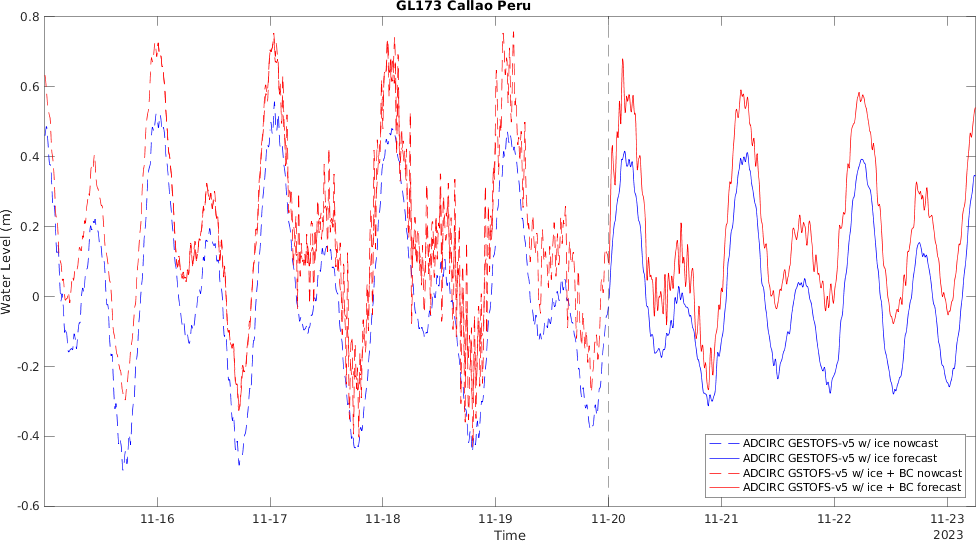 GL173 Callao Peru
0.8
0.6
0.4
0.2
0
-0.2
-0.4
-0.6
Water Level (m)
11-16
11-17
11-18
11-19
11-20
11-21
11-22
11-23
Time
2023
ADCIRC GESTOFS-v5 w/ ice nowcast
ADCIRC GESTOFS-v5 w/ ice forecast
ADCIRC GSTOFS-v5 w/ ice + BC nowcast
ADCIRC GSTOFS-v5 w/ ice + BC forecast